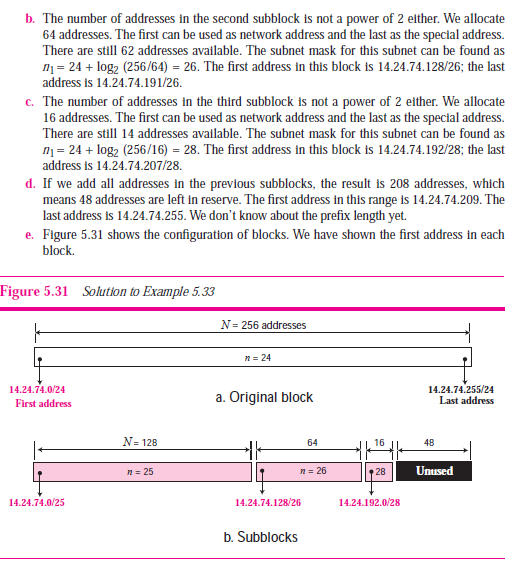 b. The number of addresses in the second subblock is not a power of 2 either. We allocate
64 addresses. The first can be used as network address and the last as the special address.
There are still 62 addresses available. The subnet mask for this subnet can be found as
n1 = 24 + log2 (256/64) = 26. The first address in this block is 14.24.74.128/26; the last
address is 14.24.74.191/26.
c. The number of addresses in the third subblock is not a power of 2 either. We allocate
16 addresses. The first can be used as network address and the last as the special address.
There are still 14 addresses available. The subnet mask for this subnet can be found as
n1 = 24 + log2 (256/16) = 28. The first address in this block is 14.24.74.192/28; the last
address is 14.24.74.207/28.
d. If we add all addresses in the previous subblocks, the result is 208 addresses, which
means 48 addresses are left in reserve. The first address in this range is 14.24.74.209. The
last address is 14.24.74.255. We don't know about the prefix length yet.
e. Figure 5.31 shows the configuration of blocks. We have shown the first address in each
block.
Figure 5.31 Solution to Example 5.33
N = 256 addresses
n = 24
14.24.74.0/24 14.24.74.255/24
First address a. Original block Last address
N = 128 64 16 48
n = 25 n = 26 28 Unused
14.24.74.0/25 14.24.74.128/26 14.24.192.0/28
b. Subblocks